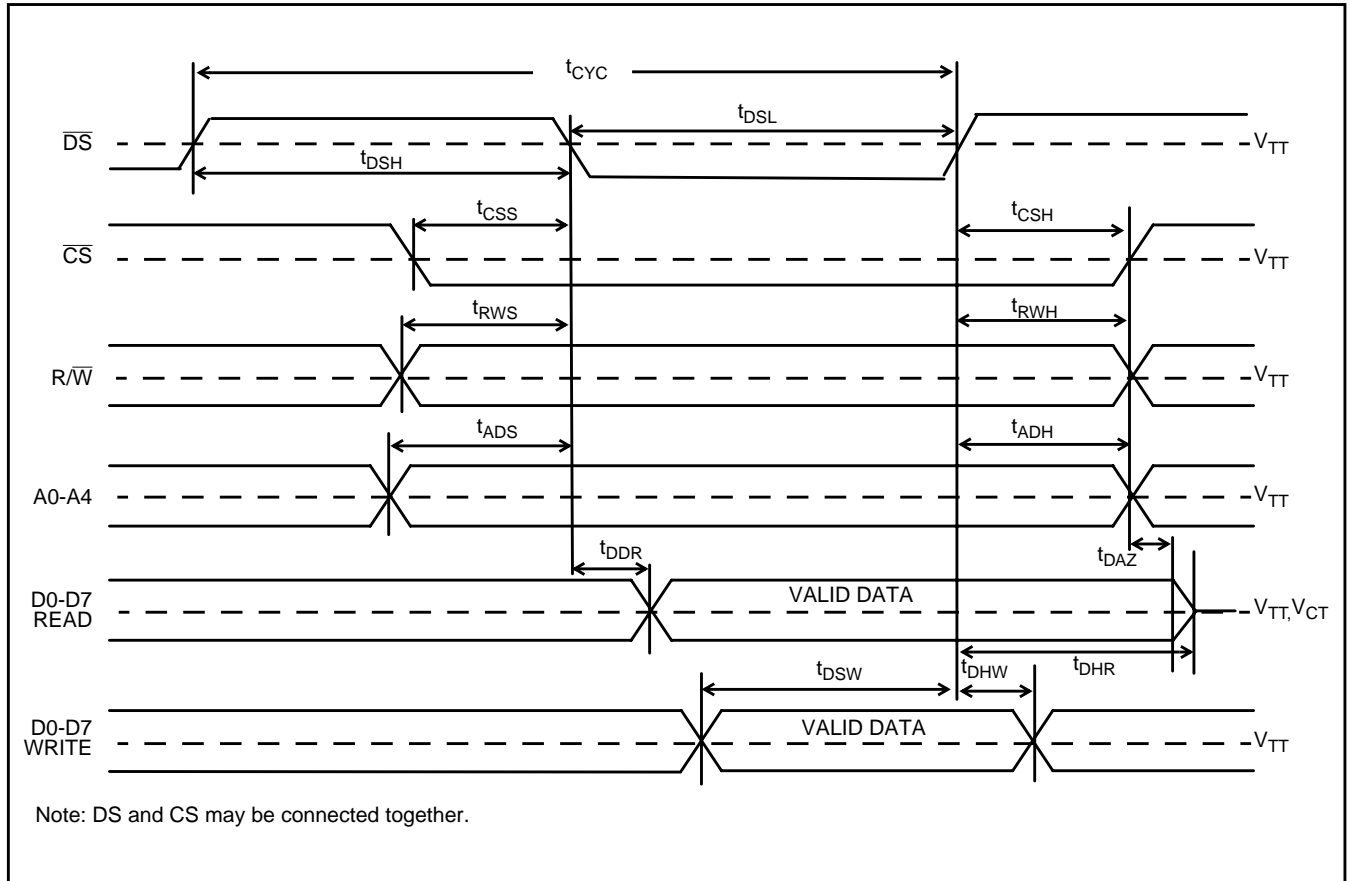 tCYC
tDSL
DS
VTT
tDSH
tCSS
tCSH
CS
VTT
tRWS
tRWH
R/W
VTT
tADS
tADH
A0-A4
VTT
tDDR
tDAZ
D0-D7
READ
VALID DATA
VTT,VCT
tDSW
tDHW
tDHR
D0-D7
WRITE
VALID DATA
VTT
Note: DS and CS may be connected together.